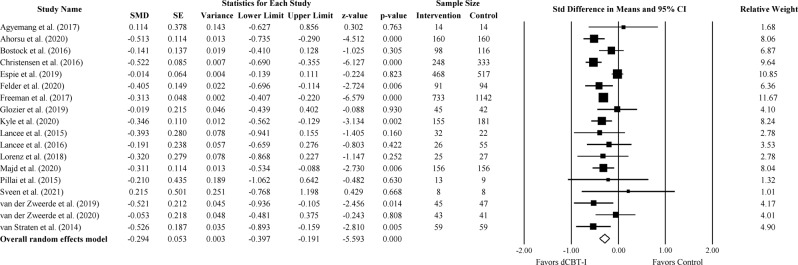 Statistics for Each Study Sample Size Std Difference in Means and 95% CI Relative Weight
Study Name SMD SE Variance Lower Limit Upper Limit z-value p-value Intervention Control
Agyemang et al. (2017) 0.114 0.378 0.143 -0.627 0.856 0.302 0.763 14 14 1.68
Ahorsu et al. (2020) -0.513 0.114 0.013 -0.735 -0.290 -4.512 0.000 160 160 8.06
Bostock et al. (2016) -0.141 0.137 0.019 -0.410 0.128 -1.025 0.305 98 116 6.87
Christensen et al. (2016) -0.522 0.085 0.007 -0.690 -0.355 -6.127 0.000 248 333 9.64
Espie et al. (2019) -0.014 0.064 0.004 -0.139 0.111 -0.224 0.823 468 517 10.85
Felder et al. (2020) -0.405 0.149 0.022 -0.696 -0.114 -2.724 0.006 91 94 6.36
Freeman et al. (2017) -0.313 0.048 0.002 -0.407 -0.220 -6.579 0.000 733 1142 11.67
Glozier et al. (2019) -0.019 0.215 0.046 -0.439 0.402 -0.088 0.930 45 42 4.10
Kyle et al. (2020) -0.346 0.110 0.012 -0.562 -0.129 -3.134 0.002 155 181 8.24
Lancee et al. (2015) -0.393 0.280 0.078 -0.941 0.155 -1.405 0.160 32 22 2.78
Lancee et al. (2016) -0.191 0.238 0.057 -0.659 0.276 -0.803 0.422 26 55 3.53
Lorenz et al. (2018) -0.320 0.279 0.078 -0.868 0.227 -1.147 0.252 25 27 2.78
Majd et al. (2020) -0.311 0.114 0.013 -0.534 -0.088 -2.730 0.006 156 156 8.04
Pillai et al. (2015) -0.210 0.435 0.189 -1.062 0.642 -0.482 0.630 13 9 1.32
Sveen et al. (2021) 0.215 0.501 0.251 -0.768 1.198 0.429 0.668 8 8 1.01
van der Zweerde et al. (2019) -0.521 0.212 0.045 -0.936 -0.105 -2.456 0.014 45 47 4.17
van der Zweerde et al. (2020) -0.053 0.218 0.048 -0.481 0.375 -0.243 0.808 43 41 4.01
van Straten et al. (2014) -0.526 0.187 0.035 -0.893 -0.159 -2.810 0.005 59 59 4.90
Overall random effects model -0.294 0.053 0.003 -0.397 -0.191 -5.593 0.000
-1.00 0.00 1.00
Favors dCBT-I Favors Control